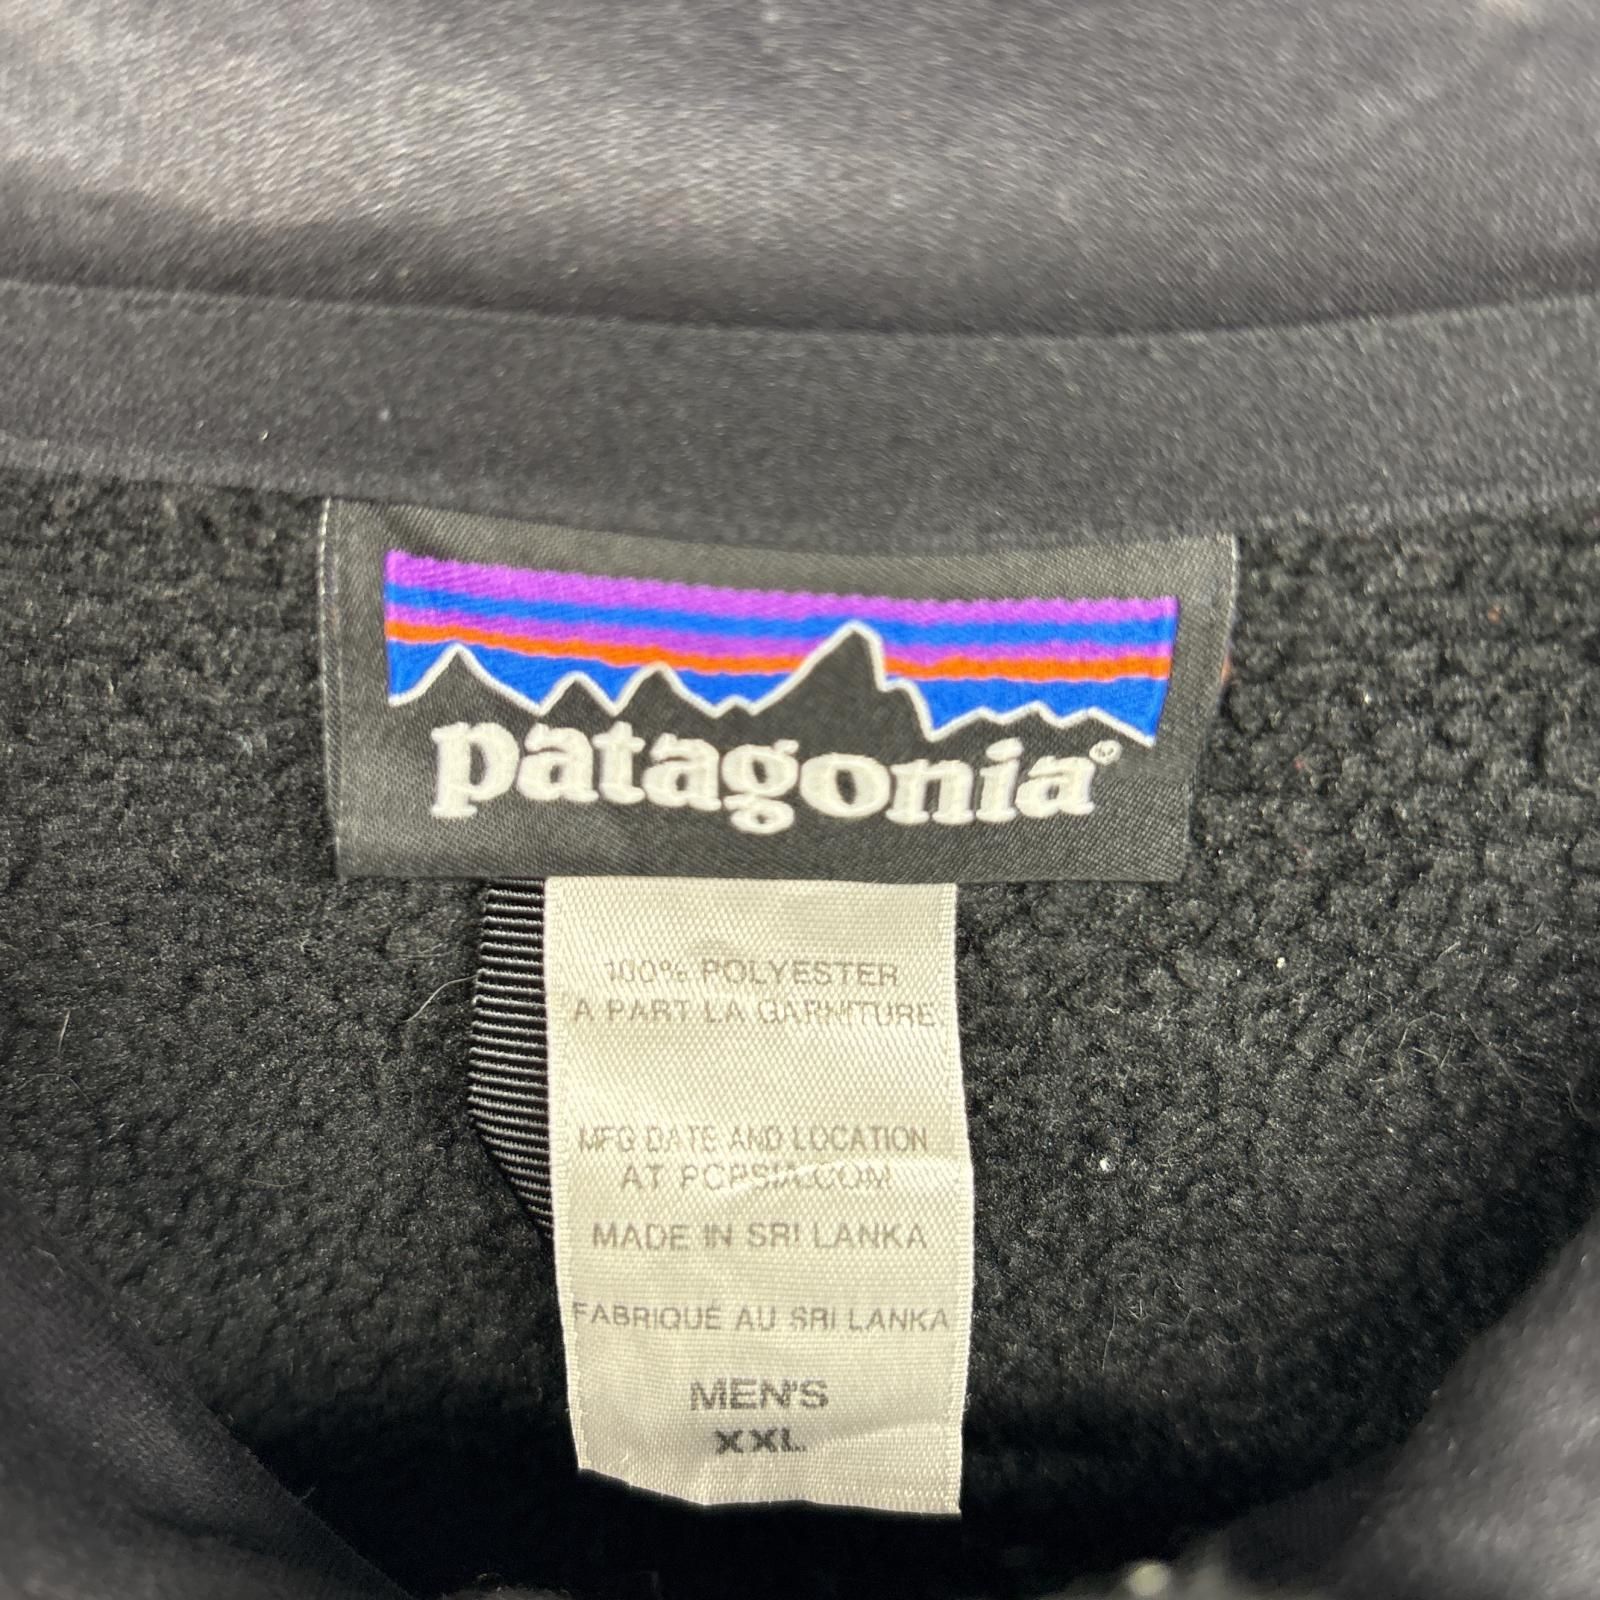 patagonia®
100% POLYESTER
A PART LA GARNITURE.
MFG DATE AND LOCATION
AT PCPSIA.COM
MADE IN SRI LANKA
FABRIQUÉ AU SRI LANKA
MEN'S
XXL